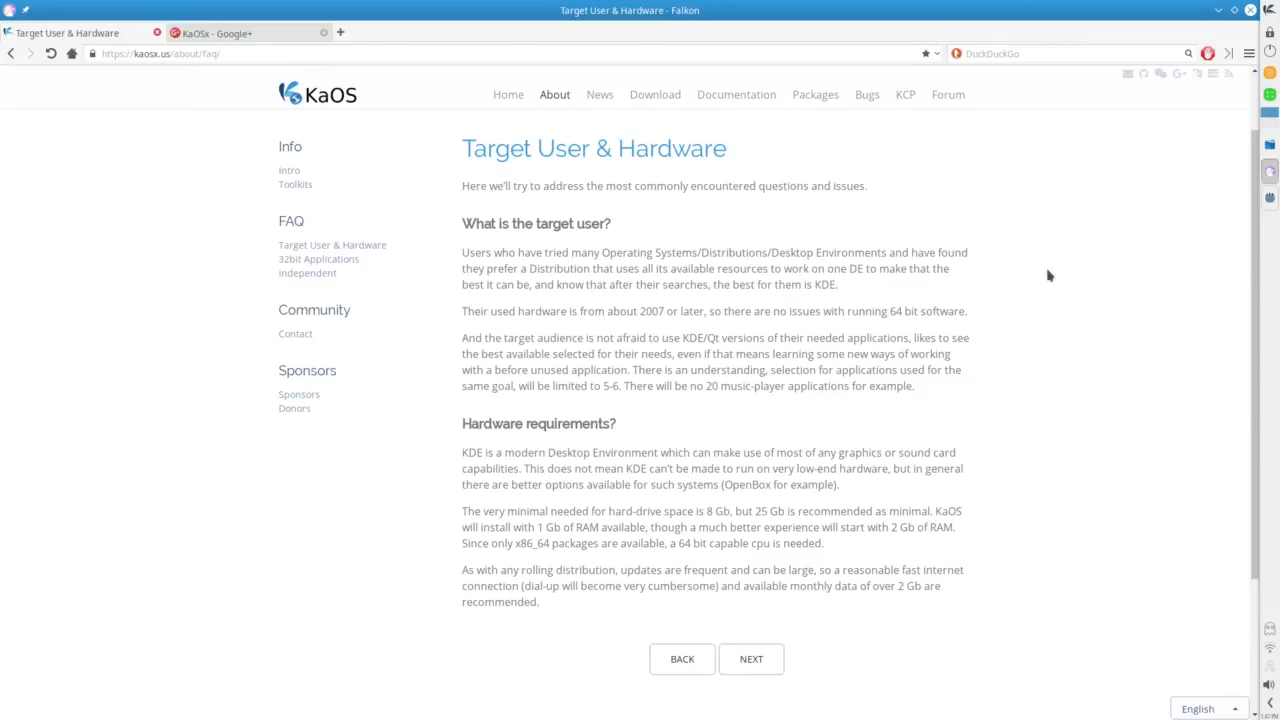 Target User & Hardware - Falkon
Target User & Hardware
KaOSx - Google+
https://kaosx.us/about/faq/
DuckDuckGo
KaOS
Home
About
News
Download
Documentation
Packages
Bugs
KCP
Forum
Info
Intro
Toolkits
FAQ
Target User & Hardware
32bit Applications
Independent
Community
Contact
Sponsors
Sponsors
Donors
Target User & Hardware
Here we'll try to address the most commonly encountered questions and issues.
What is the target user?
Users who have tried many Operating Systems/Distributions/Desktop Environments and have found
they prefer a Distribution that uses all its available resources to work on one DE to make that the
best it can be, and know that after their searches, the best for them is KDE.
Their used hardware is from about 2007 or later, so there are no issues with running 64 bit software.
And the target audience is not afraid to use KDE/Qt versions of their needed applications, likes to see
the best available selected for their needs, even if that means learning some new ways of working
with a before unused application. There is an understanding, selection for applications used for the
same goal, will be limited to 5-6. There will be no 20 music-player applications for example.
Hardware requirements?
KDE is a modern Desktop Environment which can make use of most of any graphics or sound card
capabilities. This does not mean KDE can't be made to run on very low-end hardware, but in general
there are better options available for such systems (OpenBox for example).
The very minimal needed for hard-drive space is 8 Gb, but 25 Gb is recommended as minimal. KaOS
will install with 1 Gb of RAM available, though a much better experience will start with 2 Gb of RAM.
Since only x86_64 packages are available, a 64 bit capable cpu is needed.
As with any rolling distribution, updates are frequent and can be large, so a reasonable fast internet
connection (dial-up will become very cumbersome) and available monthly data of over 2 Gb are
recommended.
BACK
NEXT
English